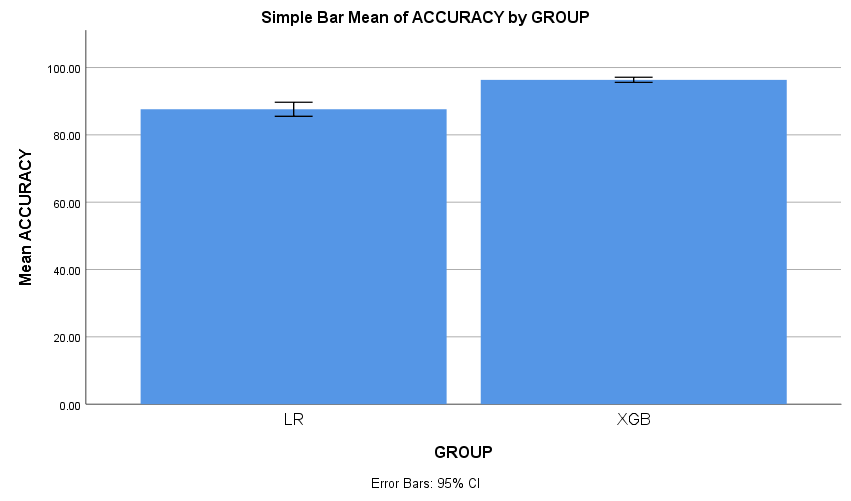 Simple Bar Mean of ACCURACY by GROUP
Mean ACCURACY
100.00
80.00
60.00
40.00
20.00
0.00
LR
XGB
GROUP
Error Bars: 95% CI